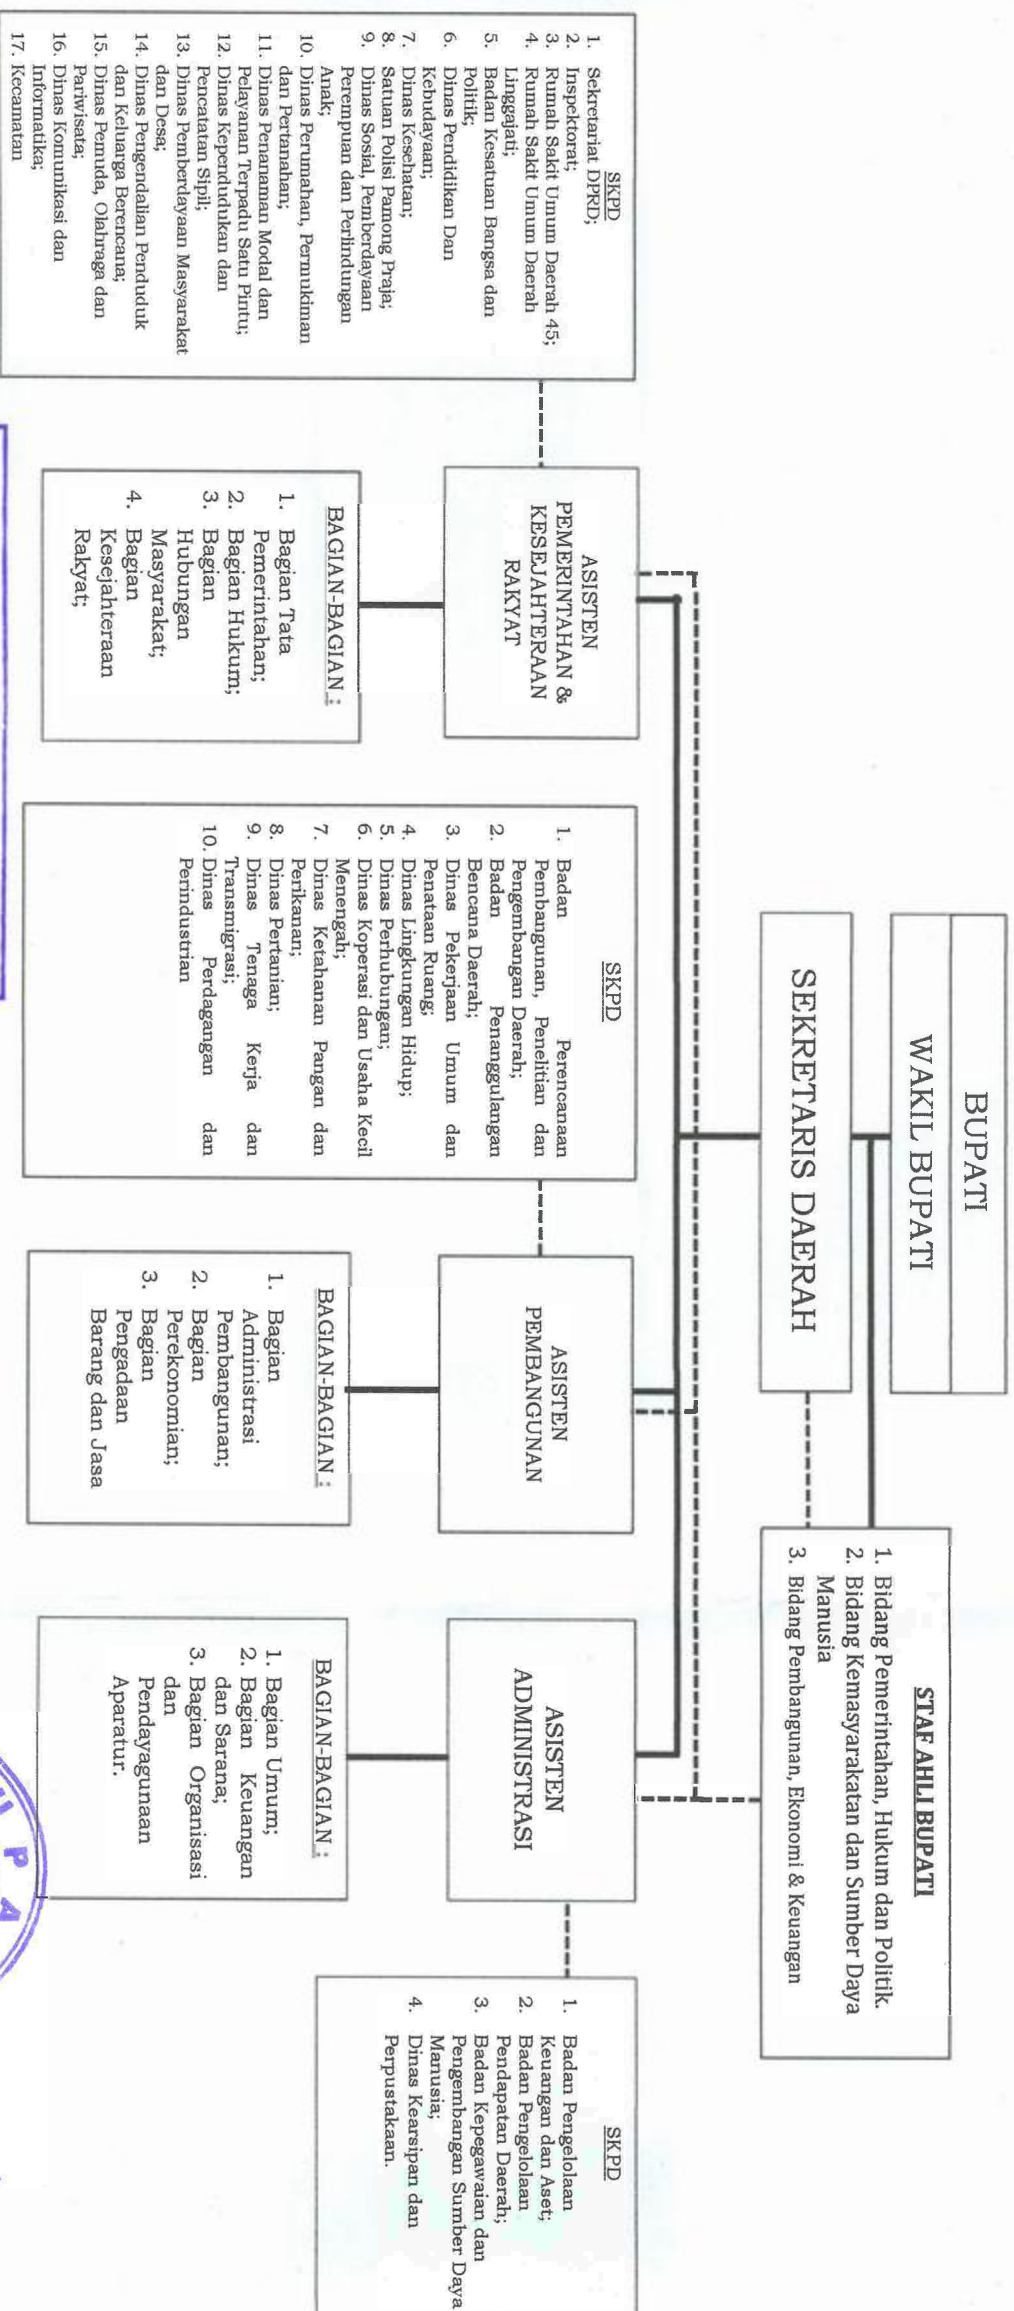 BUPATI
WAKIL BUPATI
SEKRETARIS DAERAH
STAF AHLI BUPATI
1. Bidang Pemerintahan, Hukum dan Politik.
2. Bidang Kemasyarakatan dan Sumber Daya
Manusia
3. Bidang Pembangunan, Ekonomi & Keuangan
SKPD
1. Sekretariat DPRD;
2. Inspektorat;
3. Rumah Sakit Umum Daerah 45;
4. Rumah Sakit Umum Daerah
Linggajati;
5. Badan Kesatuan Bangsa dan
Politik;
6. Dinas Pendidikan Dan
Kebudayaan;
7. Dinas Kesehatan;
8. Satuan Polisi Pamong Praja;
9. Dinas Sosial, Pemberdayaan
Perempuan dan Perlindungan
Anak;
10. Dinas Perumahan, Permukiman
dan Pertanahan;
11. Dinas Penanaman Modal dan
Pelayanan Terpadu Satu Pintu;
12. Dinas Kependudukan dan
Pencatatan Sipil;
13. Dinas Pemberdayaan Masyarakat
dan Desa;
14. Dinas Pengendalian Penduduk
dan Keluarga Berencana;
15. Dinas Pemuda, Olahraga dan
Pariwisata;
16. Dinas Komunikasi dan
Informatika;
17. Kecamatan
ASISTEN
PEMERINTAHAN &
KESEJAHTERAAN
RAKYAT
BAGIAN-BAGIAN :
1. Bagian Tata
Pemerintahan;
2. Bagian Hukum;
3. Bagian
Hubungan
Masyarakat;
4. Bagian
Kesejahteraan
Rakyat;
SKPD
1. Badan Perencanaan
Pembangunan, Penelitian dan
Pengembangan Daerah;
2. Badan Penanggulangan
Bencana Daerah;
3. Dinas Pekerjaan Umum dan
Penataan Ruang;
4. Dinas Lingkungan Hidup;
5. Dinas Perhubungan;
6. Dinas Koperasi dan Usaha Kecil
Menengah;
7. Dinas Ketahanan Pangan dan
Perikanan;
8. Dinas Pertanian;
9. Dinas Tenaga Kerja dan
Transmigrasi;
10. Dinas Perdagangan dan
Perindustrian
ASISTEN
PEMBANGUNAN
BAGIAN-BAGIAN :
1. Bagian
Administrasi
Pembangunan;
2. Bagian
Perekonomian;
3. Bagian
Pengadaan
Barang dan Jasa
ASISTEN
ADMINISTRASI
BAGIAN-BAGIAN :
1. Bagian Umum;
2. Bagian Keuangan
dan Sarana;
3. Bagian Organisasi
dan
Pendayagunaan
Aparatur.
SKPD
1. Badan Pengelolaan
Keuangan dan Aset;
2. Badan Pengelolaan
Pendapatan Daerah;
3. Badan Kepegawaian dan
Pengembangan Sumber Daya
Manusia;
4. Dinas Kearsipan dan
Perpustakaan.